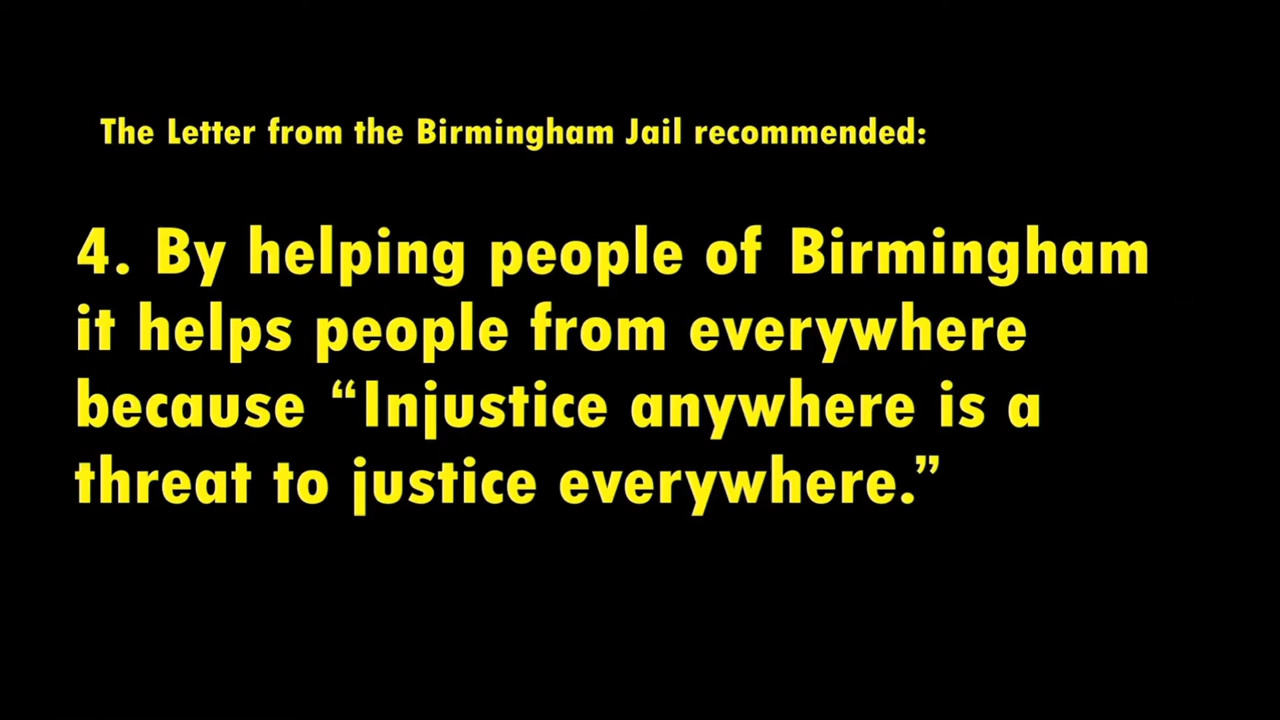 The Letter from the Birmingham Jail recommended:
4. By helping people of Birmingham
it helps people from everywhere
because “Injustice anywhere is a
threat to justice everywhere.”